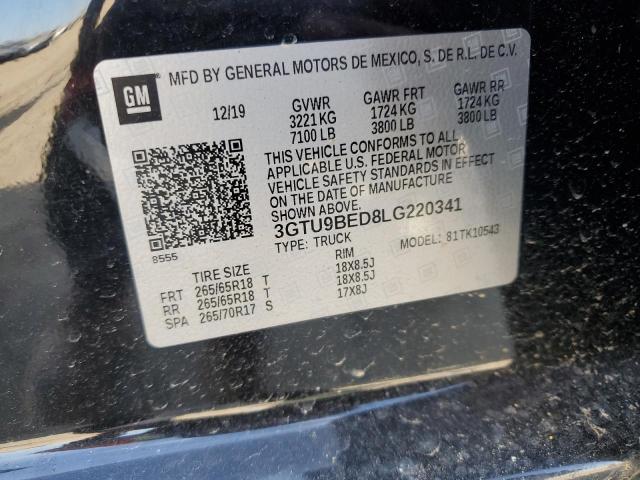 GM
MFD BY GENERAL MOTORS DE MEXICO, S. DE R.L. DE C.V.
12/19
GVWR GAWR FRT GAWR RR
3221 KG 1724 KG 1724 KG
7100 LB 3800 LB 3800 LB
THIS VEHICLE CONFORMS TO ALL
APPLICABLE U.S. FEDERAL MOTOR
VEHICLE SAFETY STANDARDS IN EFFECT
ON THE DATE OF MANUFACTURE
SHOWN ABOVE.
3GTU9BED8LG220341
8555
TYPE: TRUCK MODEL: 81TK10543
TIRE SIZE RIM
FRT 265/65R18 T 18X8.5J
RR 265/65R18 T 18X8.5J
SPA 265/70R17 S 17X8J